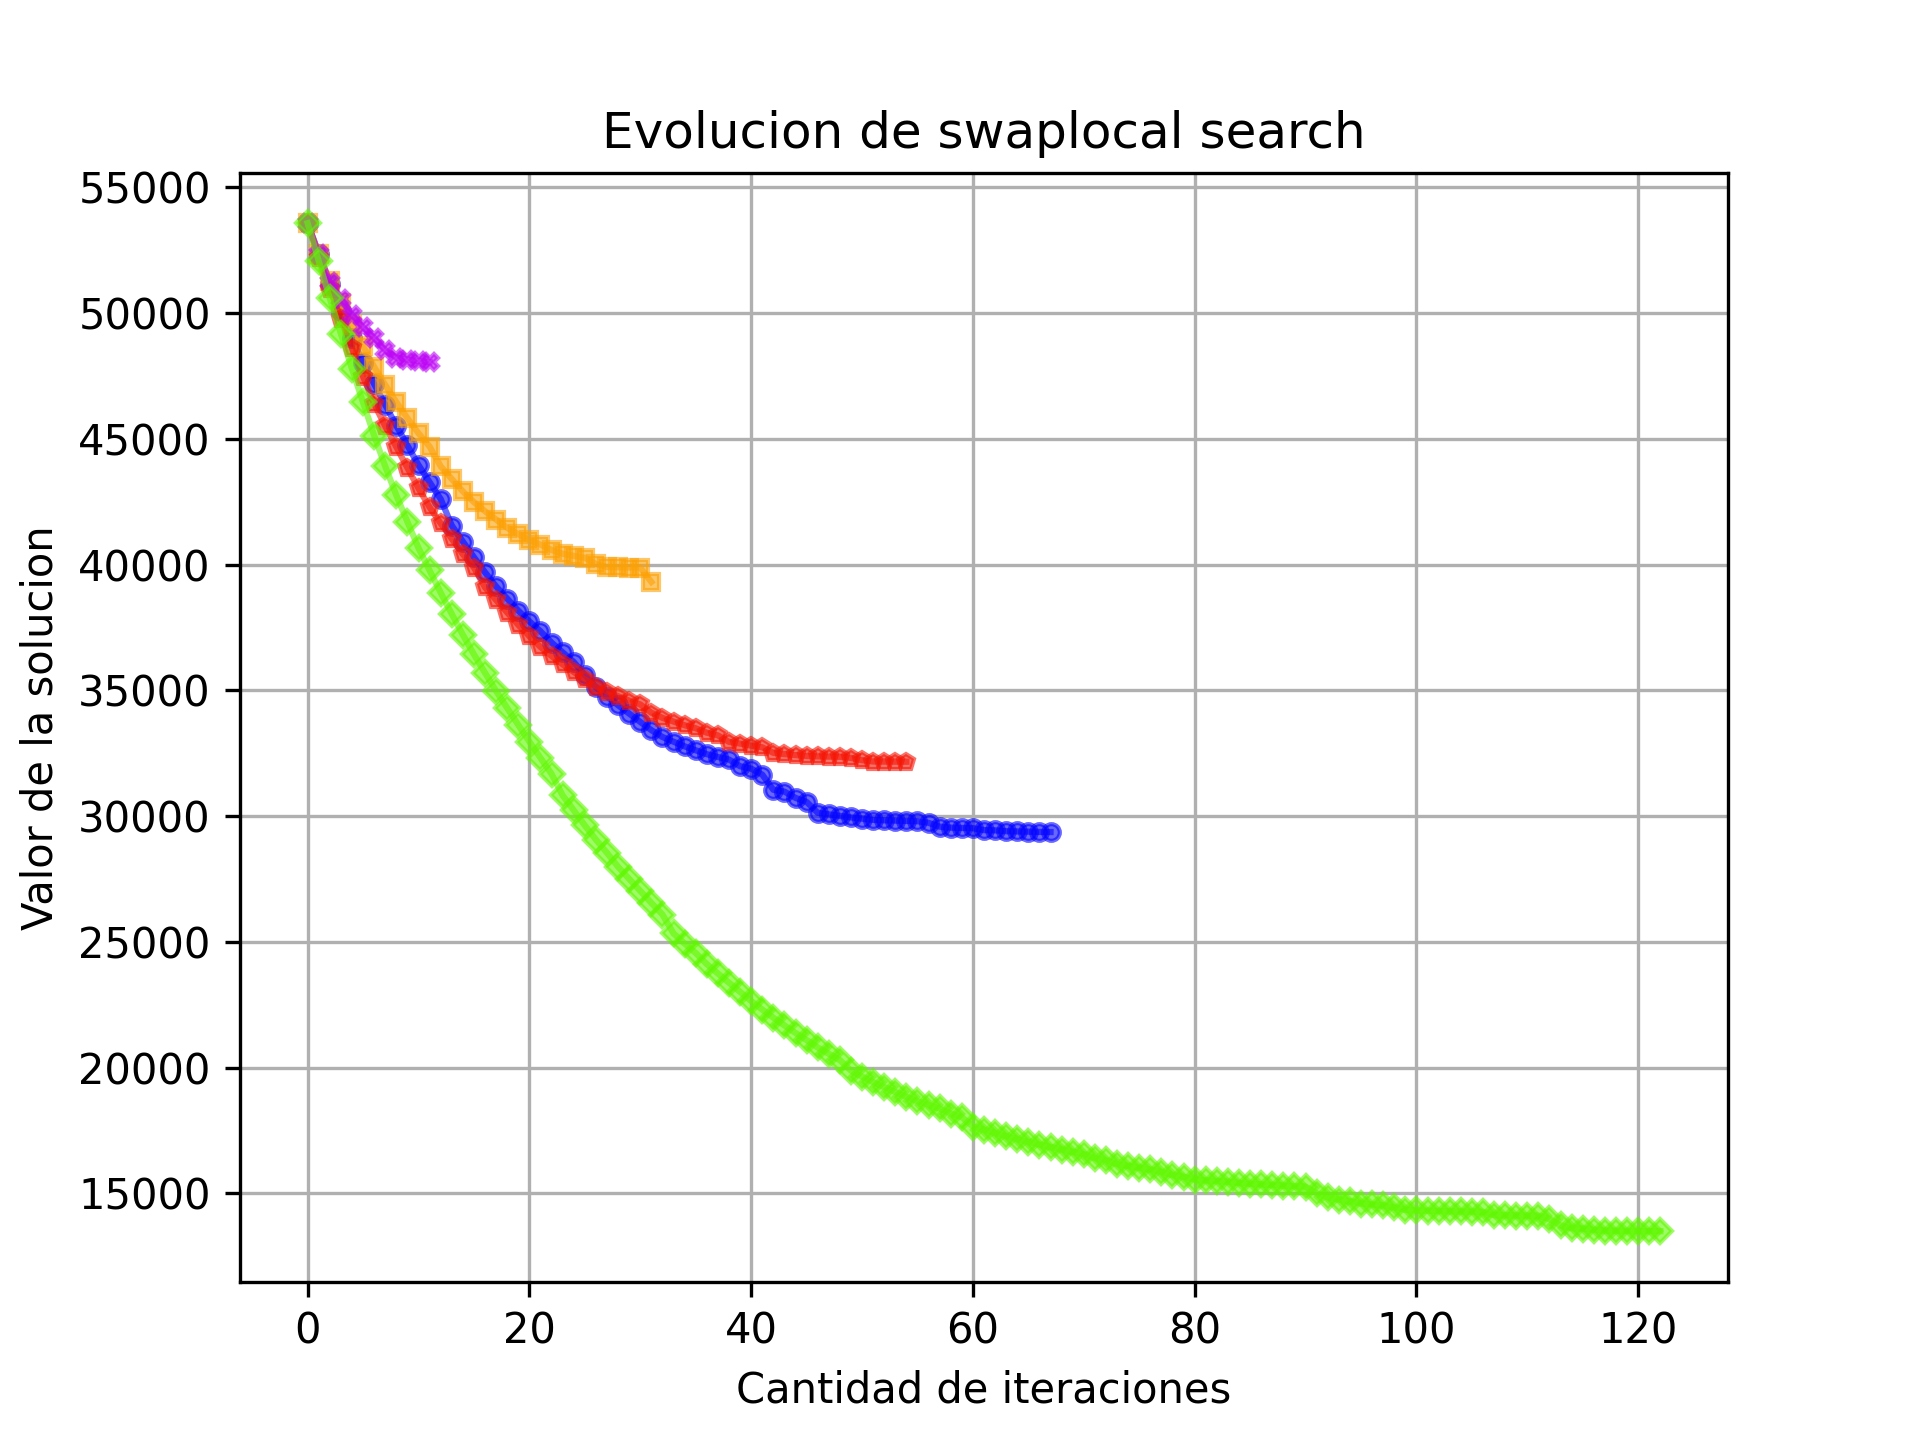 Evolucion de swaplocal search
55000
50000
45000
40000
35000
30000
25000
20000
15000
Valor de la solucion
0 20 40 60 80 100 120
Cantidad de iteraciones